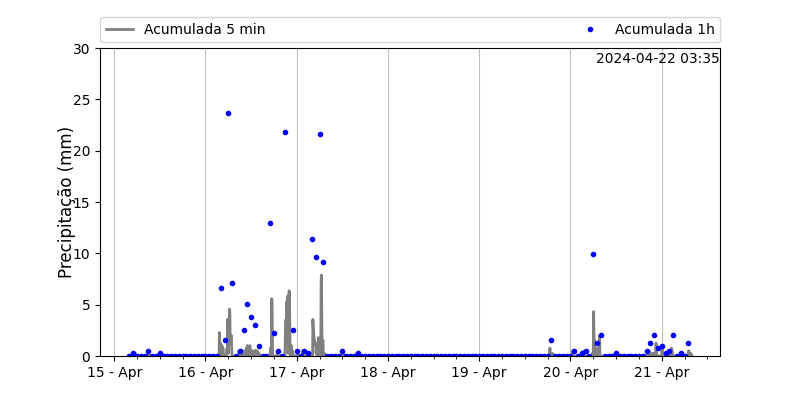 Acumulada 5 min
Acumulada 1h
2024-04-22 03:35
Precipitação (mm)
30
25
20
15
10
5
0
15 - Apr
16 - Apr
17 - Apr
18 - Apr
19 - Apr
20 - Apr
21 - Apr